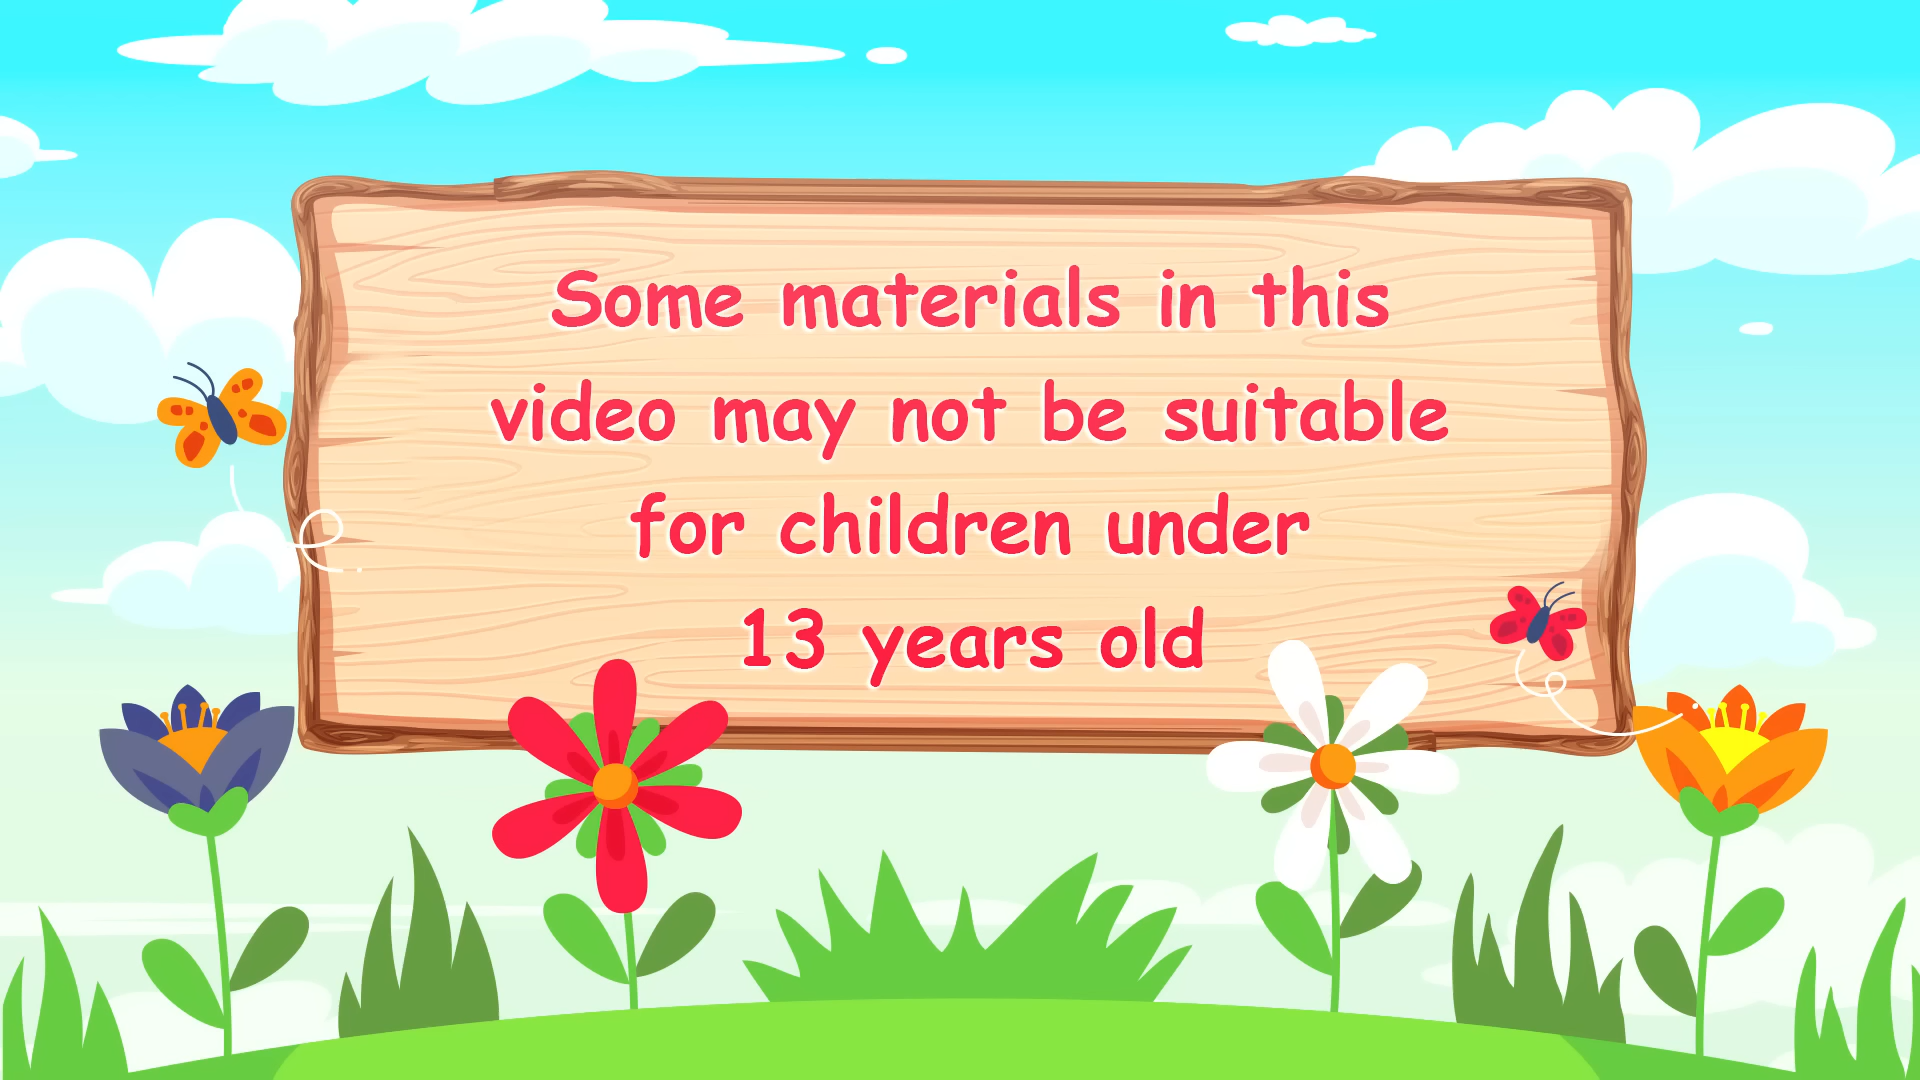 Some materials in this
video may not be suitable
for children under
13 years old